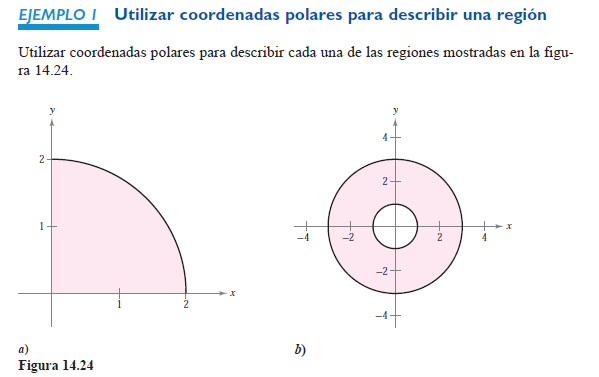 EJEMPLO 1 Utilizar coordenadas polares para describir una región
Utilizar coordenadas polares para describir cada una de las regiones mostradas en la figu-
ra 14.24.
y
2
1
1
2
x
y
4
2
−4
−2
2
4
x
−2
−4
a)
b)
Figura 14.24